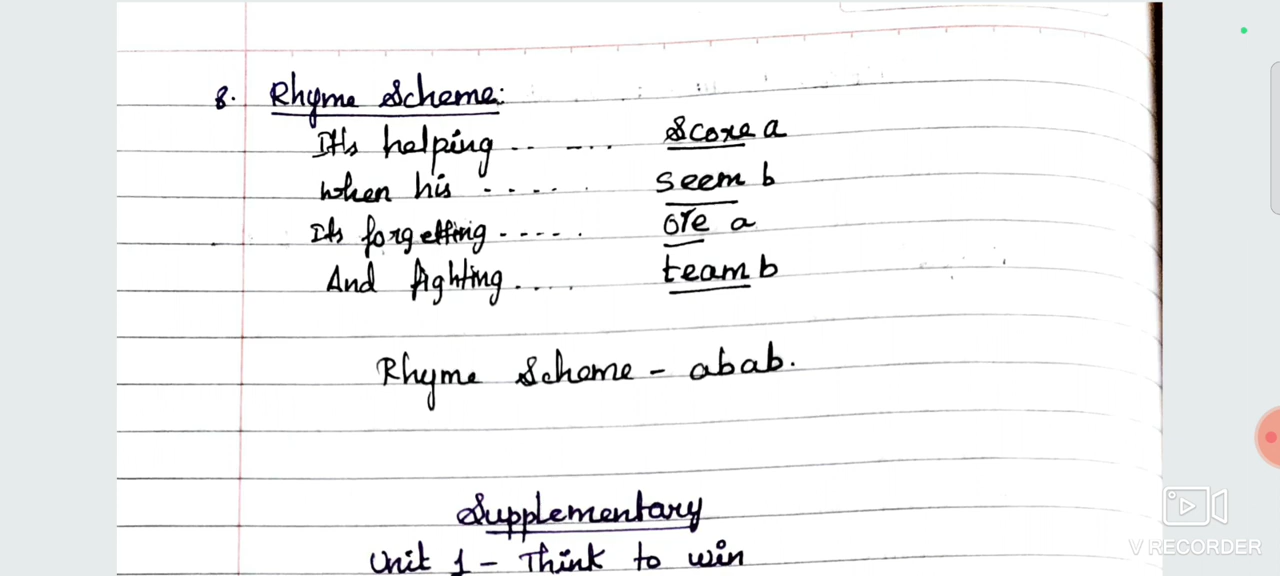 8. Rhyme Scheme:
It's helping ...... Score a
When his ..... seem b
Its forgetting ..... ore a
And fighting .... team b
Rhyme Scheme - abab.
Supplementary
Unit 1 - Think to win
V RECORDER